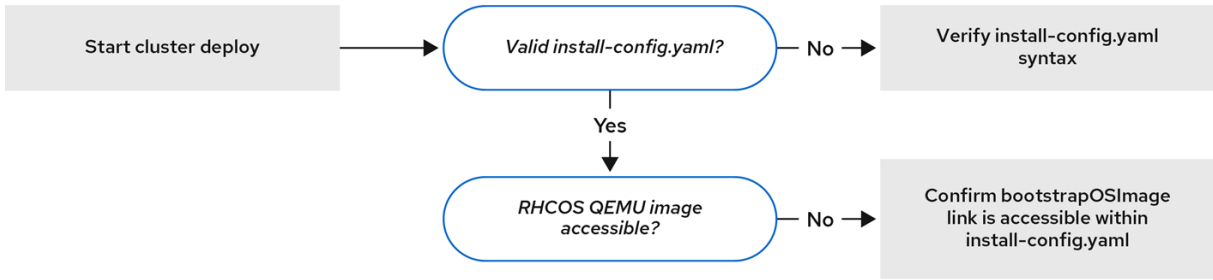 Start cluster deploy
Valid install-config.yaml?
No
Verify install-config.yaml
syntax
Yes
RHCOS QEMU image
accessible?
No
Confirm bootstrapOSImage
link is accessible within
install-config.yaml